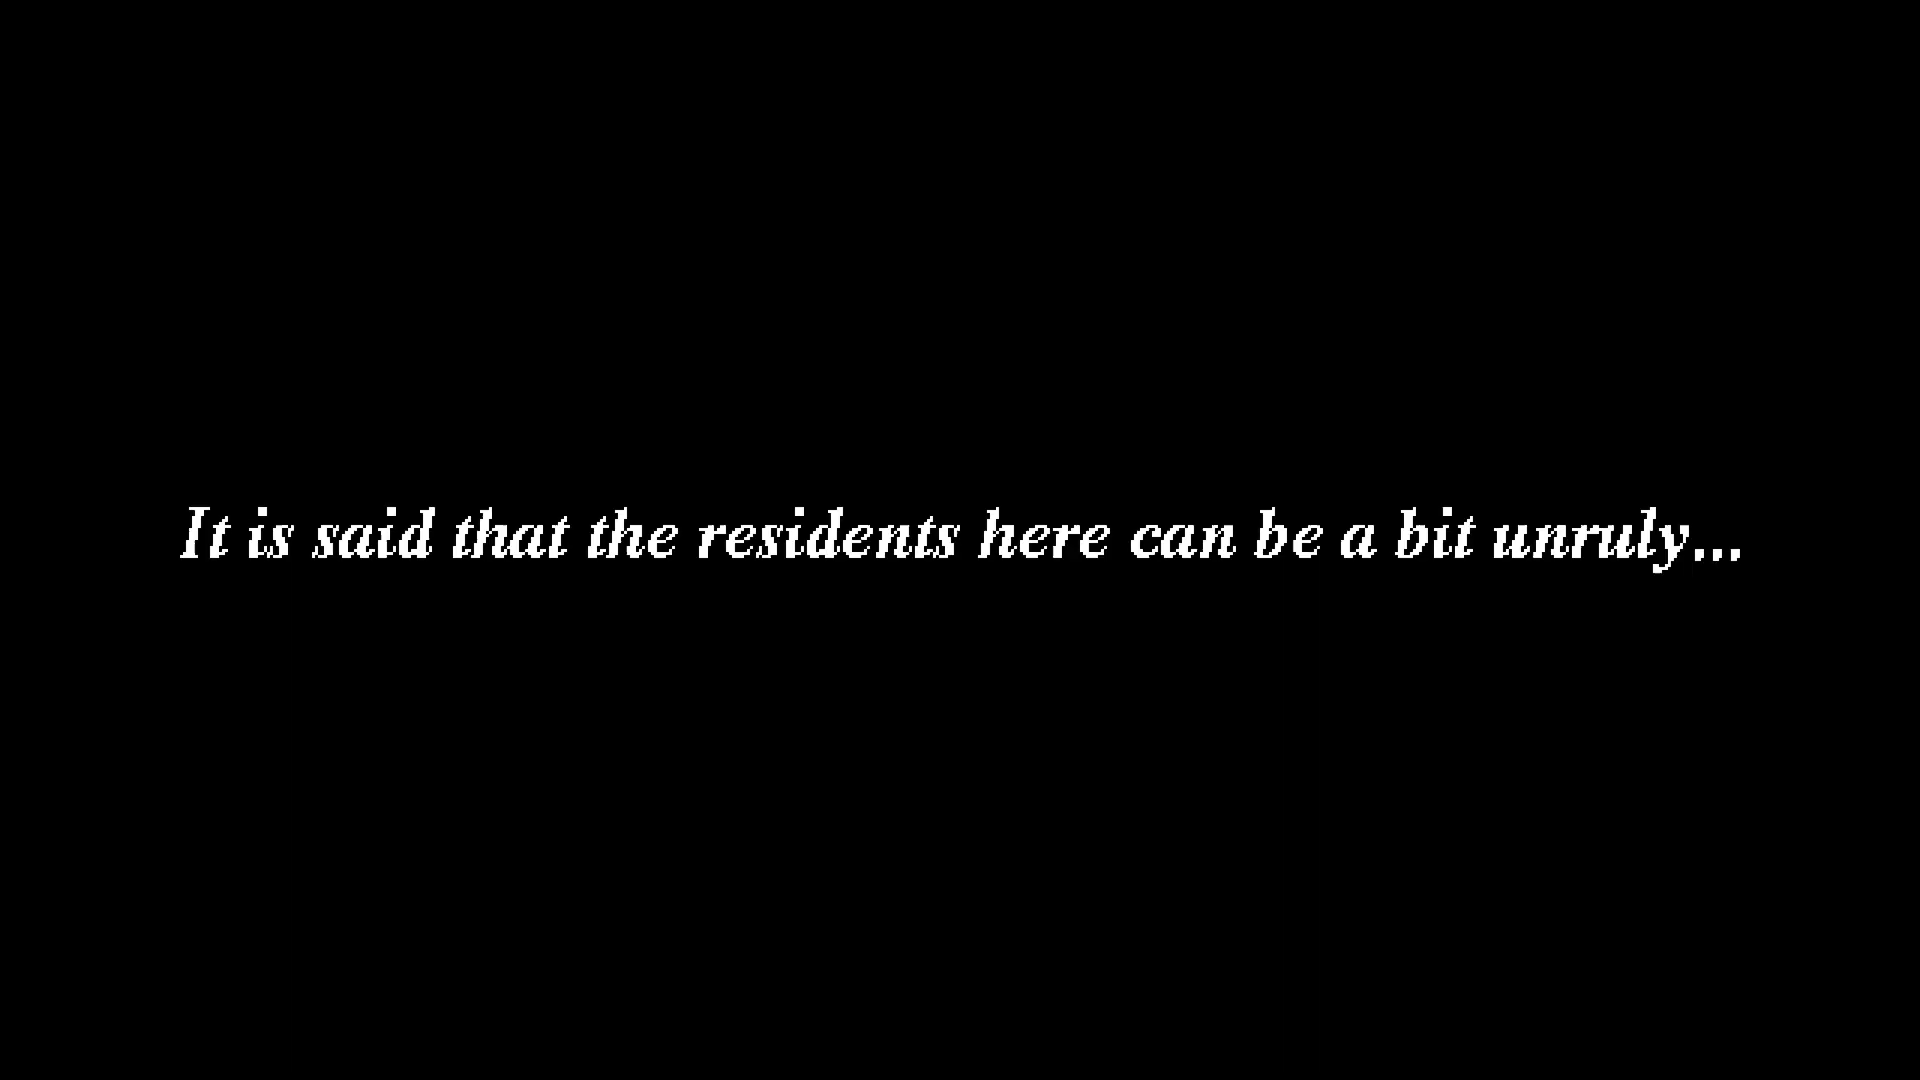 It is said that the residents here can be a bit unruly...